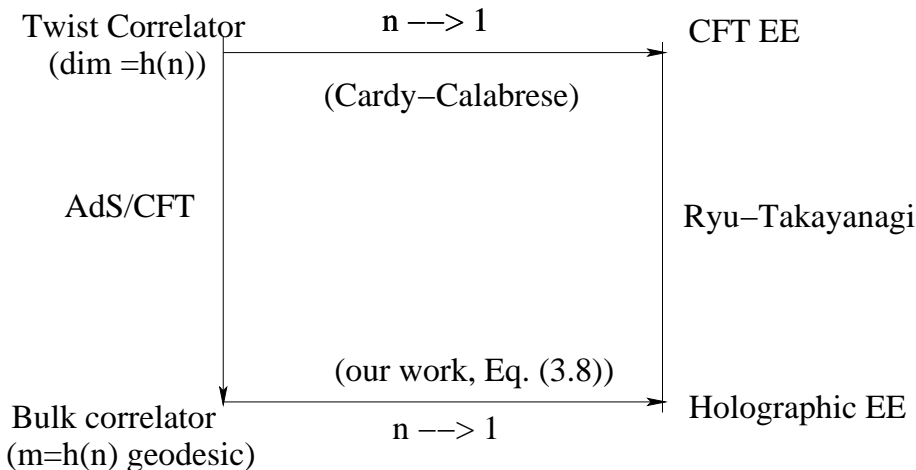 Twist Correlator
(dim =h(n))
n −−> 1
CFT EE
(Cardy−Calabrese)
AdS/CFT
Ryu−Takayanagi
(our work, Eq. (3.8))
Bulk correlator
(m=h(n) geodesic)
n −−> 1
Holographic EE